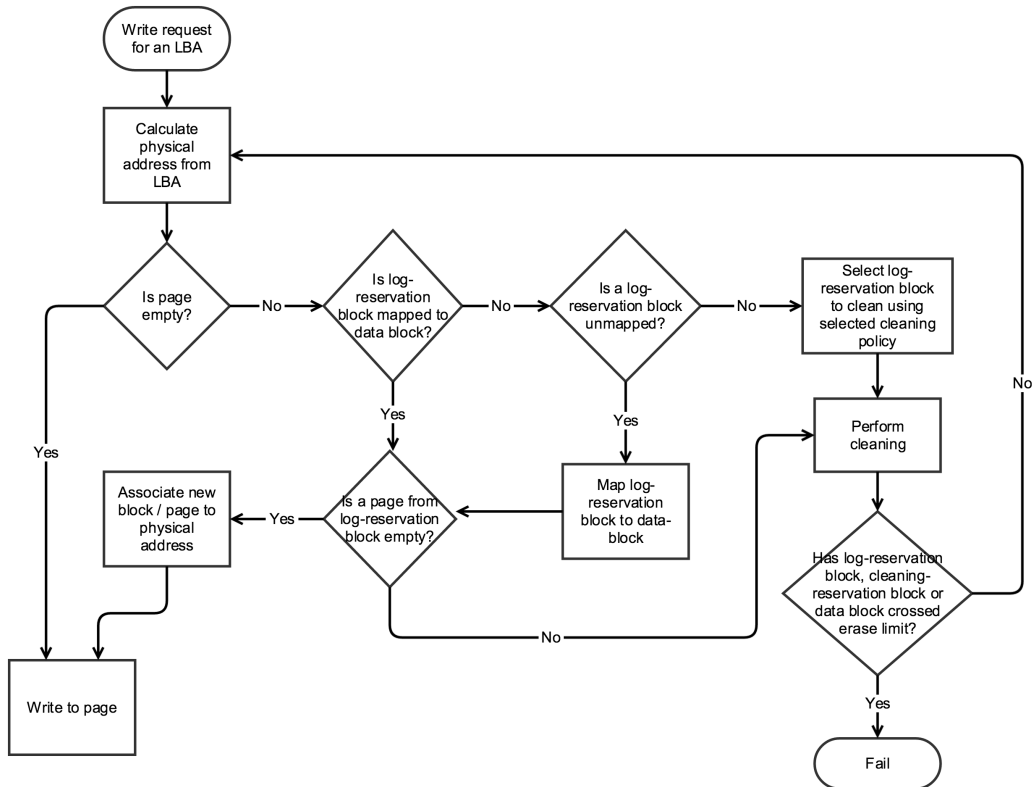 Write request
for an LBA
Calculate
physical
address from
LBA
Is page
empty?
No
Is log-
reservation
block mapped to
data block?
No
Is a log-
reservation block
unmapped?
No
Select log-
reservation block
to clean using
selected cleaning
policy
No
Yes
Yes
Yes
Perform
cleaning
Associate new
block / page to
physical
address
Yes
Is a page from
log-reservation
block empty?
Map log-
reservation
block to data-
block
Has log-reservation
block, cleaning-
reservation block or
data block crossed
erase limit?
No
Write to page
Yes
Fail